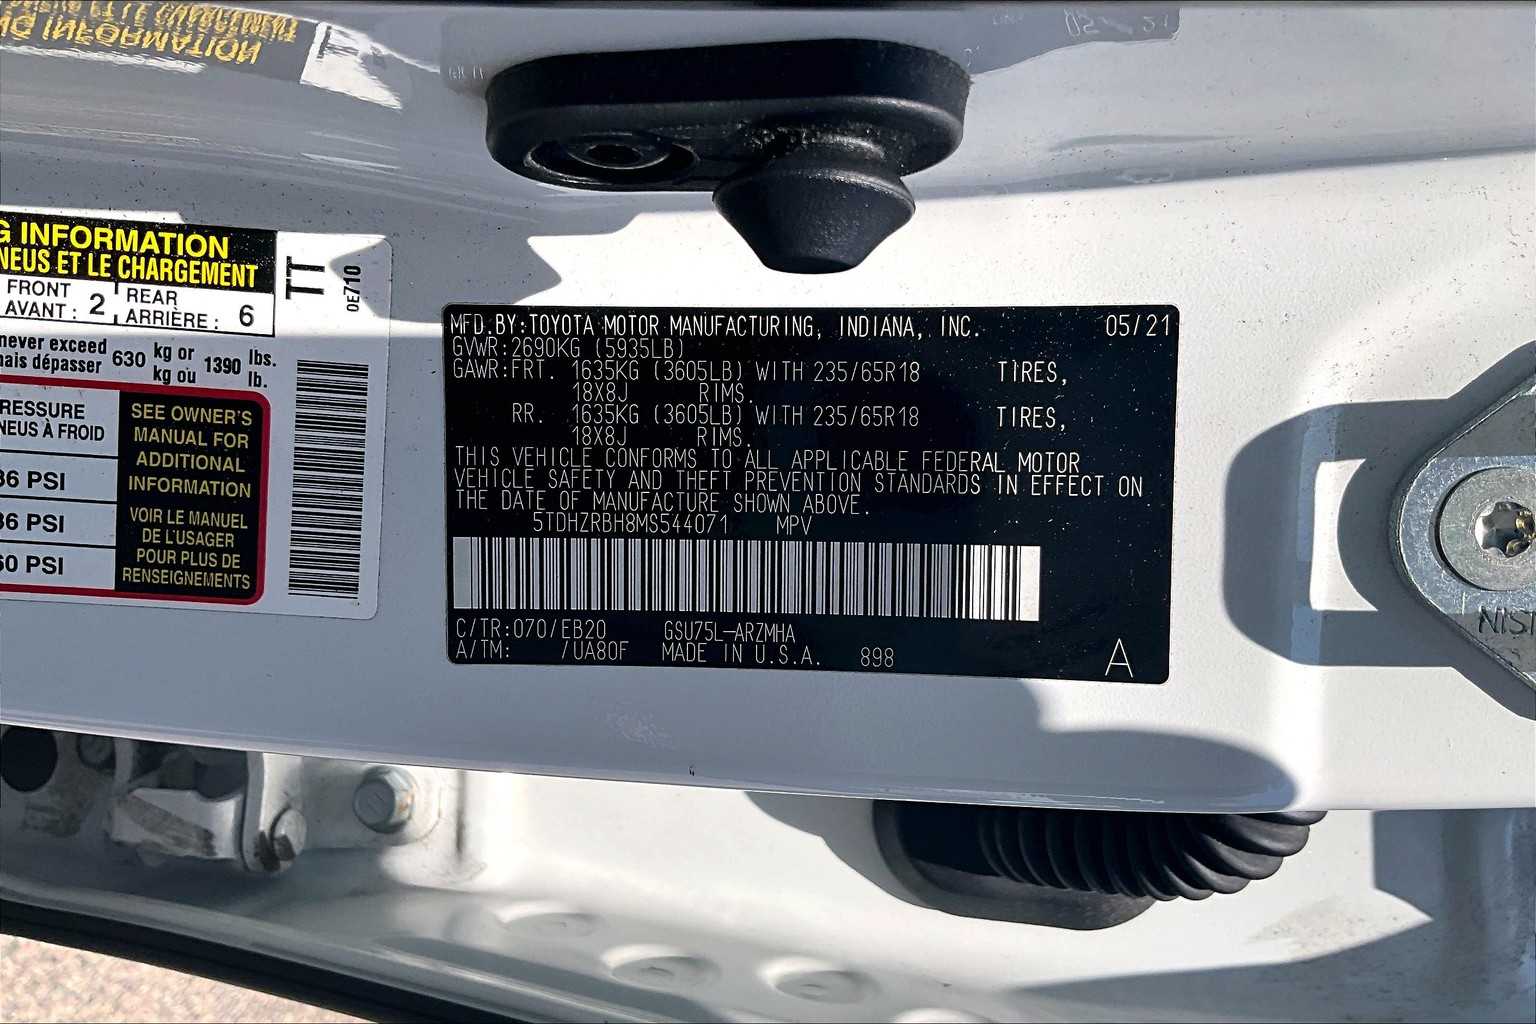 G INFORMATION
NEUS ET LE CHARGEMENT
FRONT
AVANT : 2
REAR
ARRIÈRE : 6
TT
0E710
never exceed
mais dépasser 630 kg or kg ou 1390 lbs. lb.
RESSURE
NEUS À FROID
36 PSI
36 PSI
60 PSI
SEE OWNER'S
MANUAL FOR
ADDITIONAL
INFORMATION
VOIR LE MANUEL
DE L'USAGER
POUR PLUS DE
RENSEIGNEMENTS
MFD.BY:TOYOTA MOTOR MANUFACTURING, INDIANA, INC. 05/21
GVWR:2690KG (5935LB)
GAWR:FRT. 1635KG (3605LB) WITH 235/65R18 TIRES,
18X8J RIMS.
RR. 1635KG (3605LB) WITH 235/65R18 TIRES,
18X8J RIMS.
THIS VEHICLE CONFORMS TO ALL APPLICABLE FEDERAL MOTOR
VEHICLE SAFETY AND THEFT PREVENTION STANDARDS IN EFFECT ON
THE DATE OF MANUFACTURE SHOWN ABOVE.
5TDHZRBH8MS544071 MPV
C/TR:070/EB20 GSU75L-ARZMHA
A/TM: /UA80F MADE IN U.S.A. 898
A
NIST